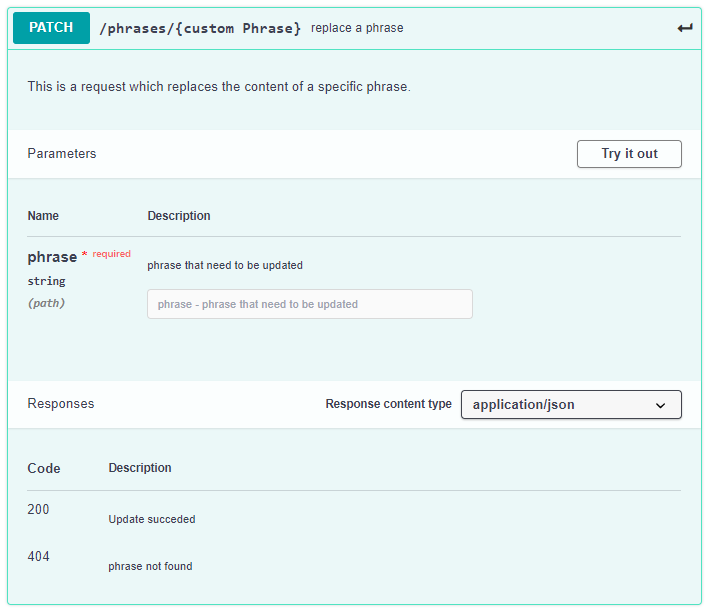 PATCH /phrases/{custom Phrase} replace a phrase
This is a request which replaces the content of a specific phrase.
Parameters Try it out
Name Description
phrase * required
phrase that need to be updated
string
(path)
phrase - phrase that need to be updated
Responses Response content type application/json
Code Description
200
Update succeded
404
phrase not found